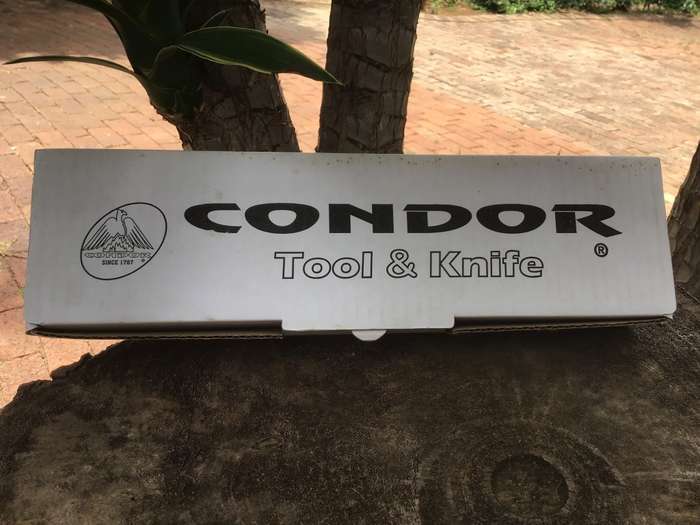 CONDOR
Tool & Knife
®
CONDOR
SINCE 1787